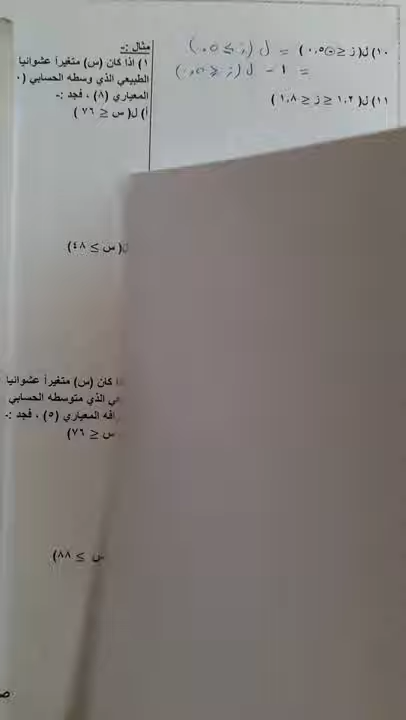 ١٠) ل(ز ≥ -٠.٥) = ل (ز ≤ ٠.٥)
= ١ - ل (ز ≥ ٠.٥)
١١) ل( ١.٢ ≤ ز ≤ ١.٨ )
مثال :-
١) اذا كان (س) متغيراً عشوائيا
الطبيعي الذي وسطه الحسابي (٠
المعياري (٨) ، فجد :-
أ) ل( س ≤ ٧٦ )
ل( س ≥ ٤٨)
كان (س) متغيراً عشوائيا
الذي متوسطه الحسابي
المعياري (٥) ، فجد :-
س ≤ ٧٦)
س ≥ ٨٨)